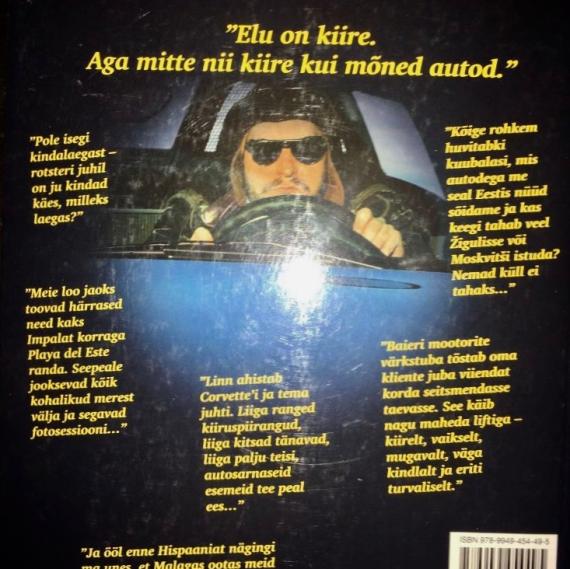 "Elu on kiire.
Aga mitte nii kiire kui mõned autod."
"Pole isegi
kindalaegast –
rotsteri juhil
on ju kindad
käes, milleks
laegas?"
"Kõige rohkem
huvitabki
kuubalasi, mis
autodega me
seal Eestis nüüd
sõidame ja kas
keegi tahab veel
Žigulisse või
Moskvitši istuda?
Nemad küll ei
tahaks..."
"Meie loo jaoks
toovad härrased
need kaks
Impalat korraga
Playa del Este
randa. Seepeale
jooksevad kõik
kohalikud merest
välja ja segavad
fotosessiooni..."
"Linn ahistab
Corvette'i ja tema
juhti. Liiga ranged
kiiruspiirangud,
liiga kitsad tänavad,
liiga palju teisi,
autosarnaseid
esemeid tee peal
ees..."
"Baieri mootorite
värkstuba tõstab oma
kliente juba viiendat
korda seitsmendasse
taevasse. See käib
nagu maheda liftiga –
kiirelt, vaikselt,
mugavalt, väga
kindlalt ja eriti
turvaliselt."
"Ja ööl enne Hispaaniat nägingi
ma unes, et Malagas ootas meid
ISBN 978-9949-454-49-5